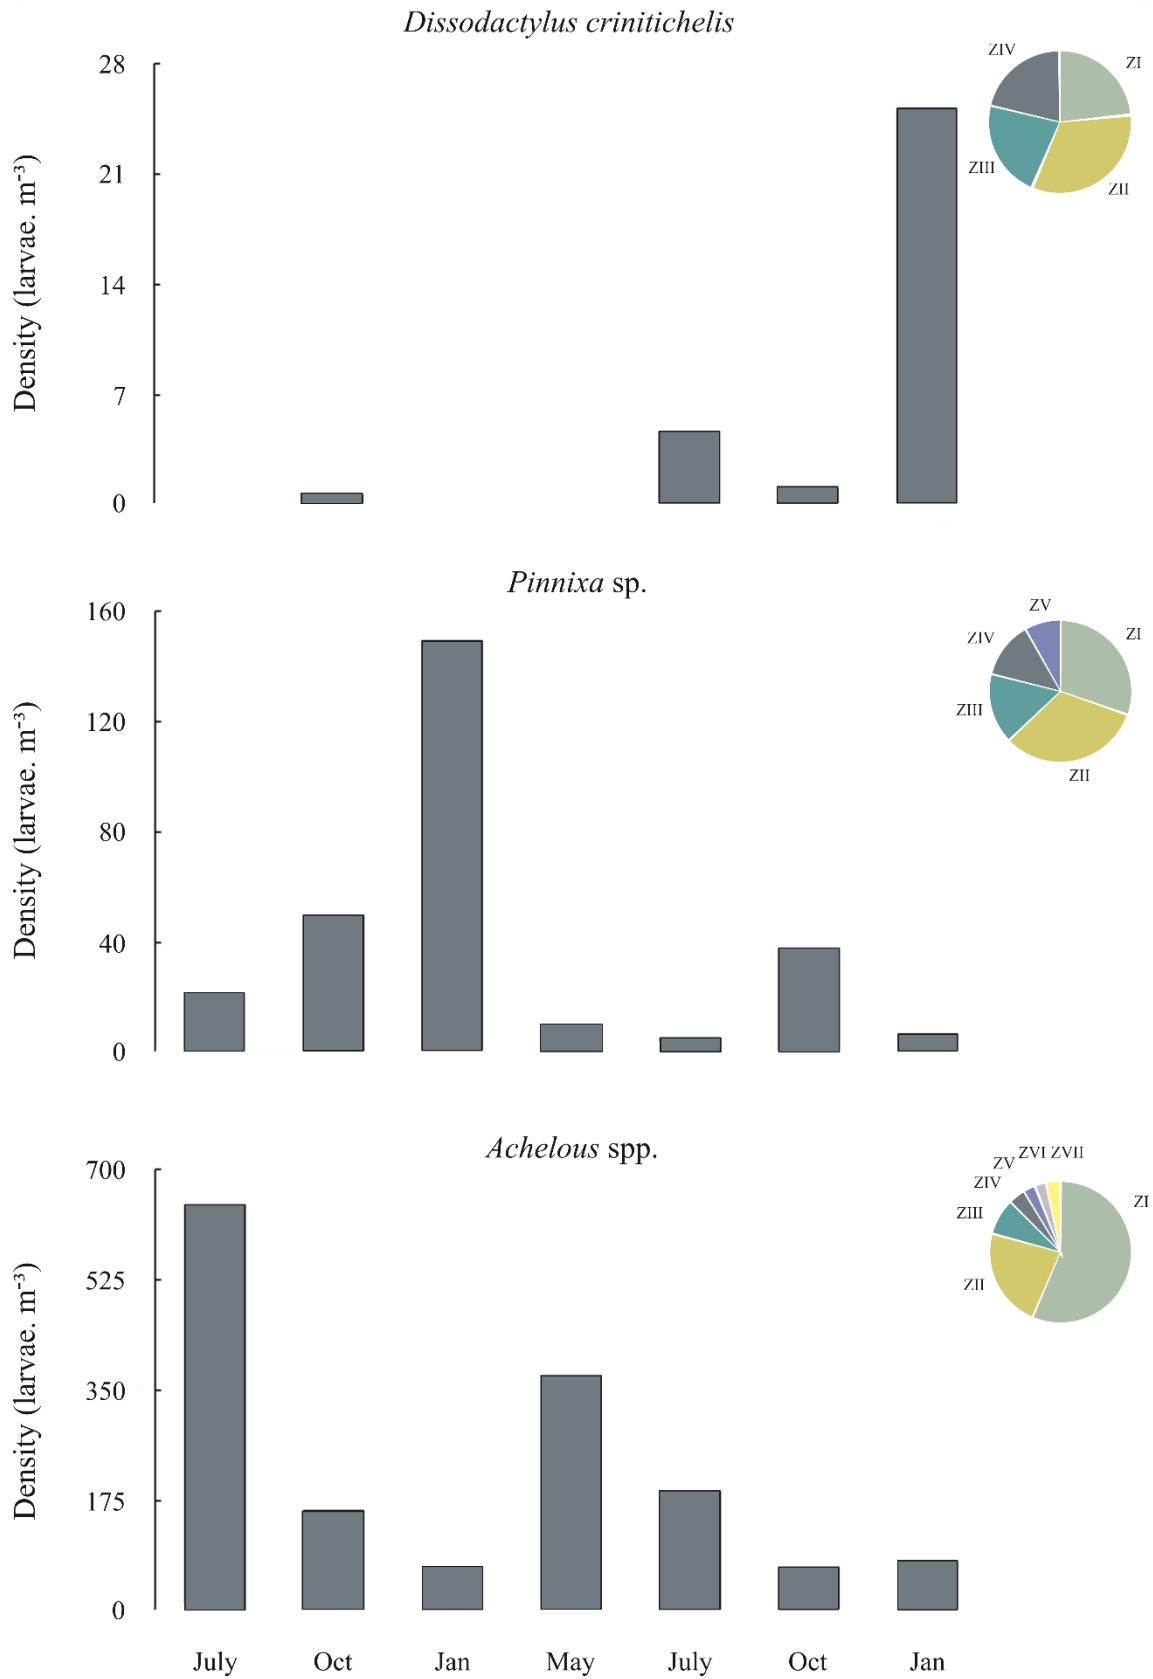 Dissodactylus crinitichelis
Density (larvae. m⁻³)
28
21
14
7
0
ZIV
ZI
ZIII
ZII
Pinnixa sp.
Density (larvae. m⁻³)
160
120
80
40
0
ZV
ZIV
ZI
ZIII
ZII
Achelous spp.
Density (larvae. m⁻³)
700
525
350
175
0
ZV ZVI ZVII
ZIV
ZI
ZIII
ZII
July Oct Jan May July Oct Jan